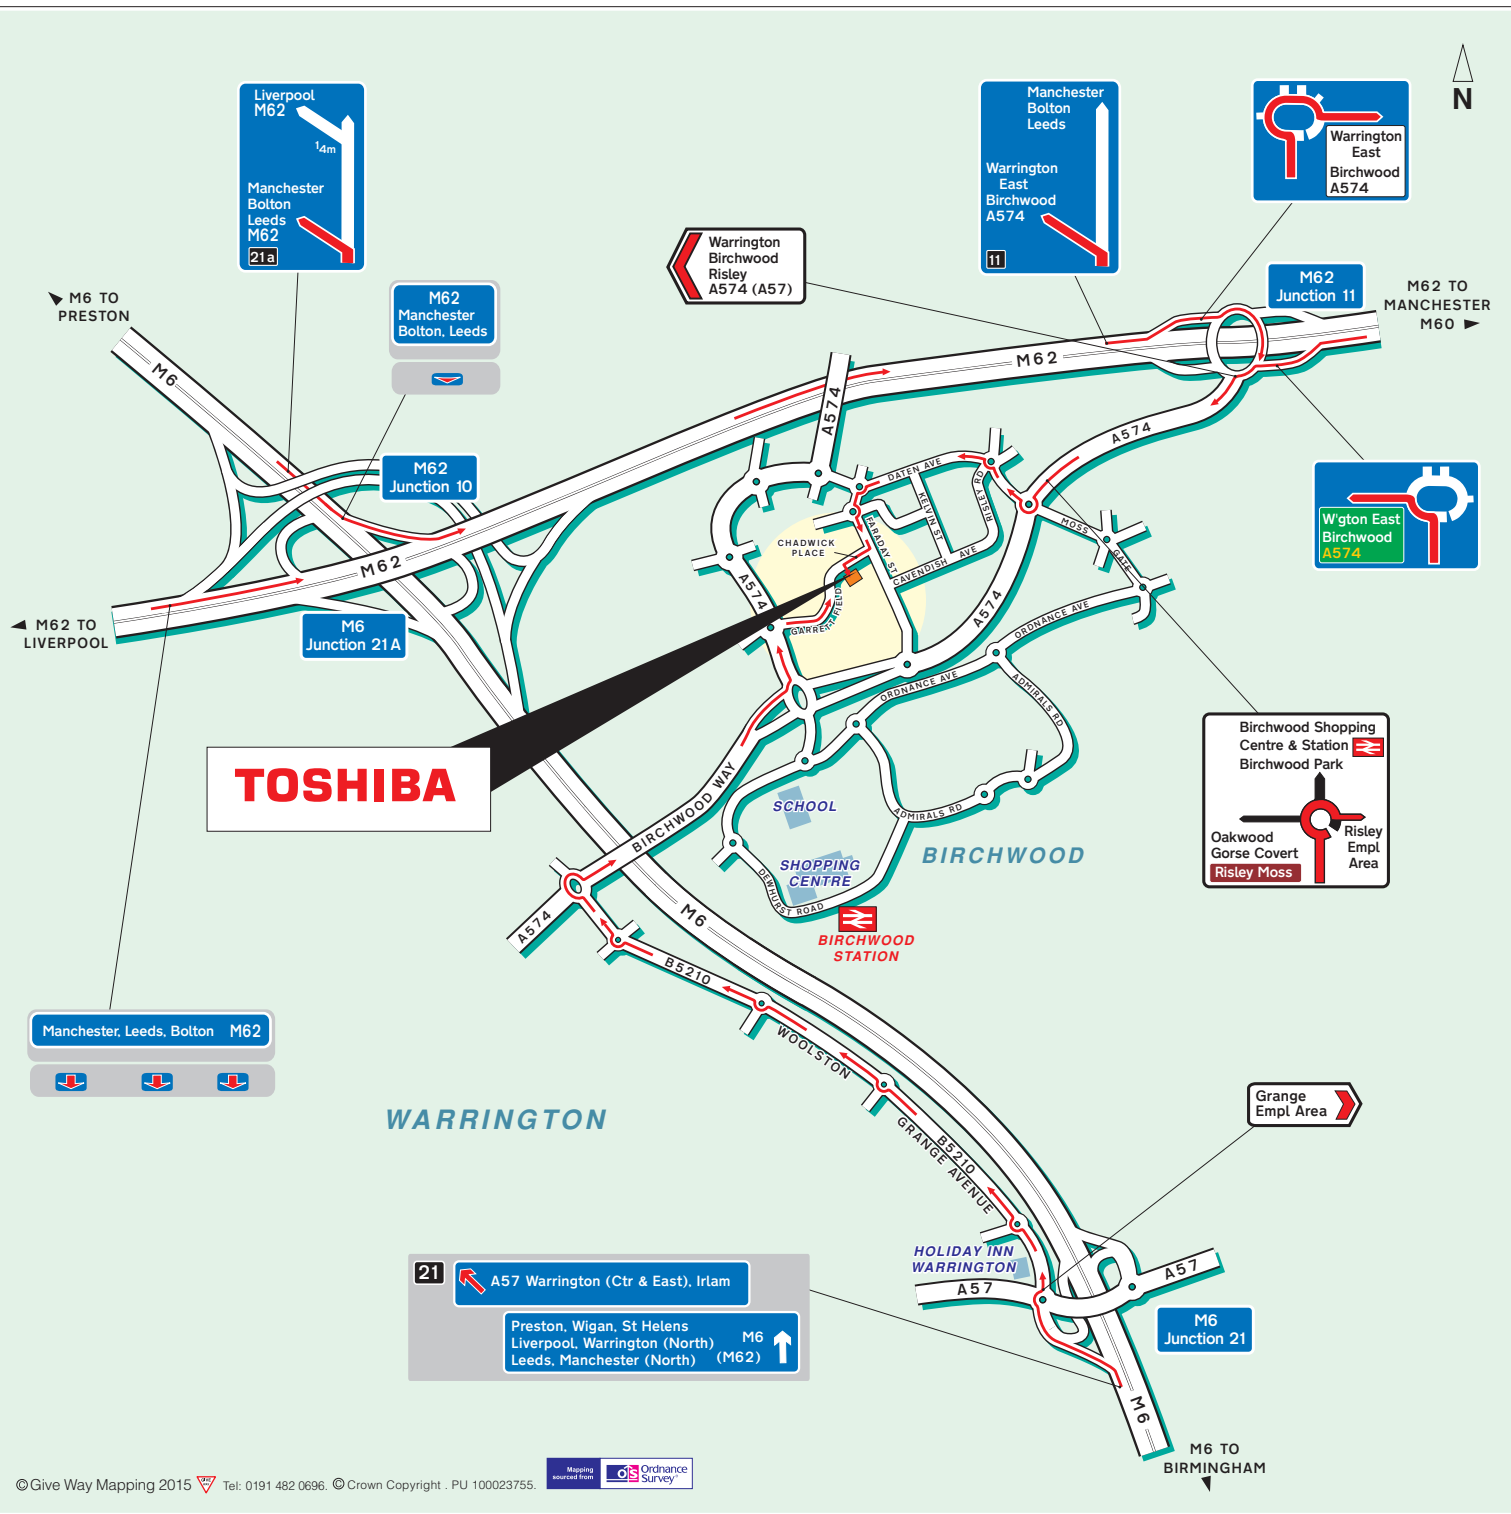 Liverpool
M62
1/4m
Manchester
Bolton
Leeds
M62
21a
Manchester
Bolton
Leeds
Warrington
East
Birchwood
A574
11
Warrington
East
Birchwood
A574
N
Warrington
Birchwood
Risley
A574 (A57)
M62
Junction 11
M62 TO
MANCHESTER
M60
M6 TO
PRESTON
M62
Manchester
Bolton, Leeds
M6
M62
A574
A574
M62
Junction 10
DATEN AVE
RISLEY RD
KELVIN ST
FARADAY ST
CAVENDISH AVE
MOSS GATE
CHADWICK
PLACE
W'gton East
Birchwood
A574
M62
A574
GARRETT FIELD
A574
ORDNANCE AVE
M62 TO
LIVERPOOL
M6
Junction 21A
ORDNANCE AVE
ADMIRALS RD
TOSHIBA
Birchwood Shopping
Centre & Station
Birchwood Park
Oakwood
Gorse Covert
Risley Moss
Risley
Empl
Area
BIRCHWOOD WAY
SCHOOL
ADMIRALS RD
BIRCHWOOD
SHOPPING
CENTRE
DEWHURST ROAD
BIRCHWOOD
STATION
A574
M6
B5210
WOOLSTON
GRANGE AVENUE
B5210
Manchester, Leeds, Bolton M62
WARRINGTON
Grange
Empl Area
HOLIDAY INN
WARRINGTON
A57
A57
M6
Junction 21
21
A57 Warrington (Ctr & East), Irlam
Preston, Wigan, St Helens
Liverpool, Warrington (North) M6
Leeds, Manchester (North) (M62)
M6
M6 TO
BIRMINGHAM
© Give Way Mapping 2015 Tel: 0191 482 0696. © Crown Copyright . PU 100023755.
Mapping
sourced from
OS Ordnance
Survey